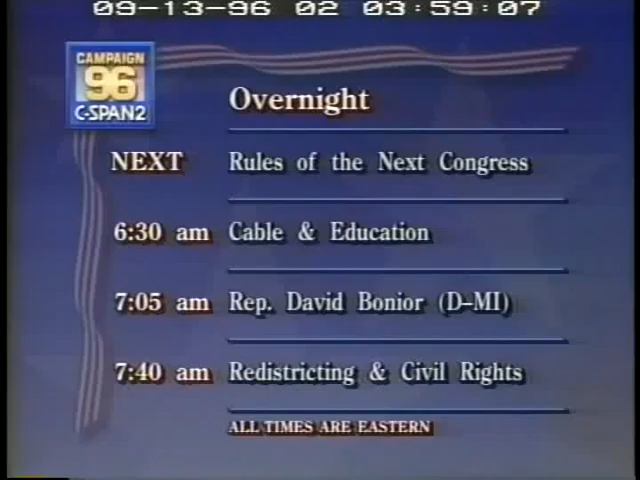 09-13-96 02 03:59:07
CAMPAIGN
96
C-SPAN2
Overnight
NEXT Rules of the Next Congress
6:30 am Cable & Education
7:05 am Rep. David Bonior (D–MI)
7:40 am Redistricting & Civil Rights
ALL TIMES ARE EASTERN